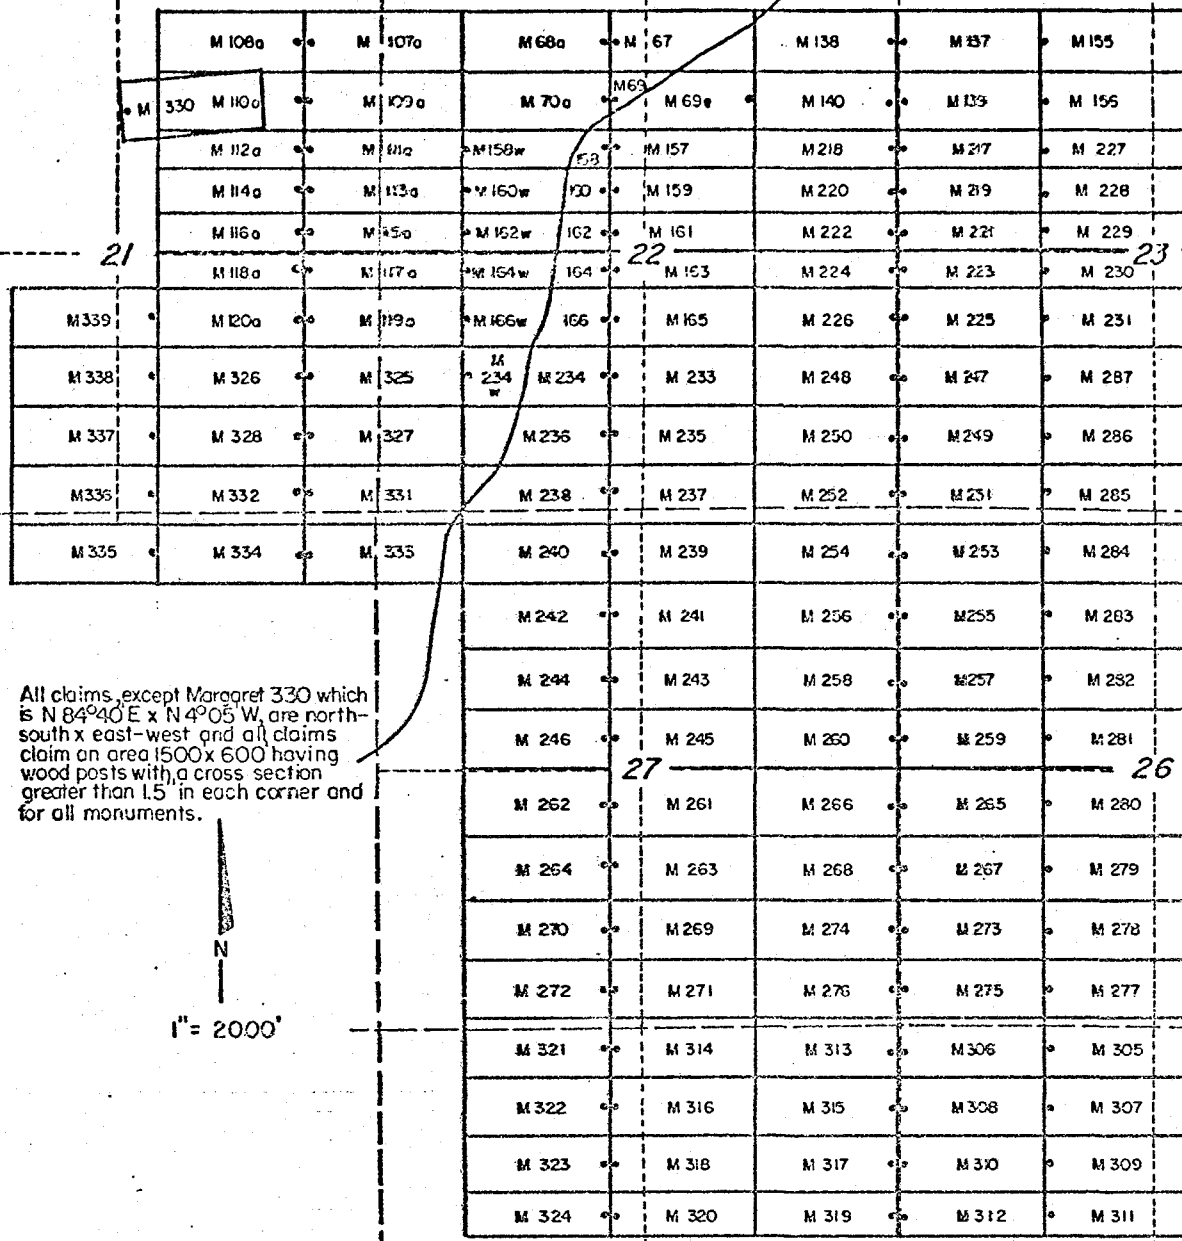 M 108a M 107a M 68a M 67 M 138 M 137 M 155
M 330 M 110a M 109a M 70a M69 M 69e M 140 M 139 M 156
M 112a M 111a M158w 158 M 157 M 218 M 217 M 227
M 114a M 113a M 160w 160 M 159 M 220 M 219 M 228
M 116a M 115a M 162w 162 M 161 M 222 M 221 M 229
21 22 23
M 118a M 117a M 164w 164 M 163 M 224 M 223 M 230
M339 M 120a M 119a M 166w 166 M 165 M 226 M 225 M 231
M 338 M 326 M 325 M 234 w M 234 M 233 M 248 M 247 M 287
M 337 M 328 M 327 M 236 M 235 M 250 M 249 M 286
M336 M 332 M 331 M 238 M 237 M 252 M 251 M 285
M 335 M 334 M 333 M 240 M 239 M 254 M 253 M 284
M 242 M 241 M 256 M255 M 283
M 244 M 243 M 258 M257 M 282
M 246 M 245 M 260 M 259 M 281
27 26
M 262 M 261 M 266 M 265 M 280
M 264 M 263 M 268 M 267 M 279
M 270 M 269 M 274 M 273 M 278
M 272 M 271 M 276 M 275 M 277
M 321 M 314 M 313 M306 M 305
M 322 M 316 M 315 M 308 M 307
M 323 M 318 M 317 M 310 M 309
M 324 M 320 M 319 M 312 M 311
All claims, except Margaret 330 which
is N 84°40' E x N 4°05' W, are north-
south x east-west and all claims
claim an area 1500' x 600' having
wood posts with a cross section
greater than 1.5" in each corner and
for all monuments.
N
1"= 2000'